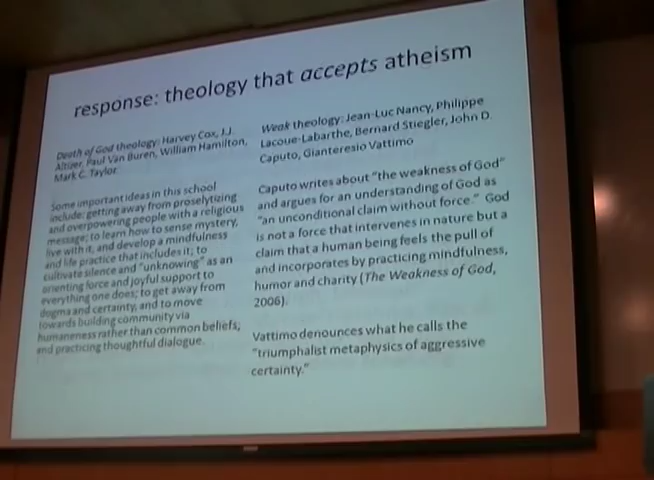 response: theology that accepts atheism
Death of God theology: Harvey Cox, J.J.
Altizer, Paul Van Buren, William Hamilton,
Mark C. Taylor
Some important ideas in this school
include: getting away from proselytizing
and overpowering people with a religious
message; to learn how to sense mystery,
live with it, and develop a mindfulness
and life practice that includes it; to
cultivate silence and "unknowing" as an
orienting force and joyful support to
everything one does; to get away from
dogma and certainty, and to move
towards building community via
humaneness rather than common beliefs;
and practicing thoughtful dialogue.
Weak theology: Jean-Luc Nancy, Philippe
Lacoue-Labarthe, Bernard Stiegler, John D.
Caputo, Gianteresio Vattimo
Caputo writes about "the weakness of God"
and argues for an understanding of God as
"an unconditional claim without force." God
is not a force that intervenes in nature but a
claim that a human being feels the pull of
and incorporates by practicing mindfulness,
humor and charity (The Weakness of God,
2006).
Vattimo denounces what he calls the
"triumphalist metaphysics of aggressive
certainty."